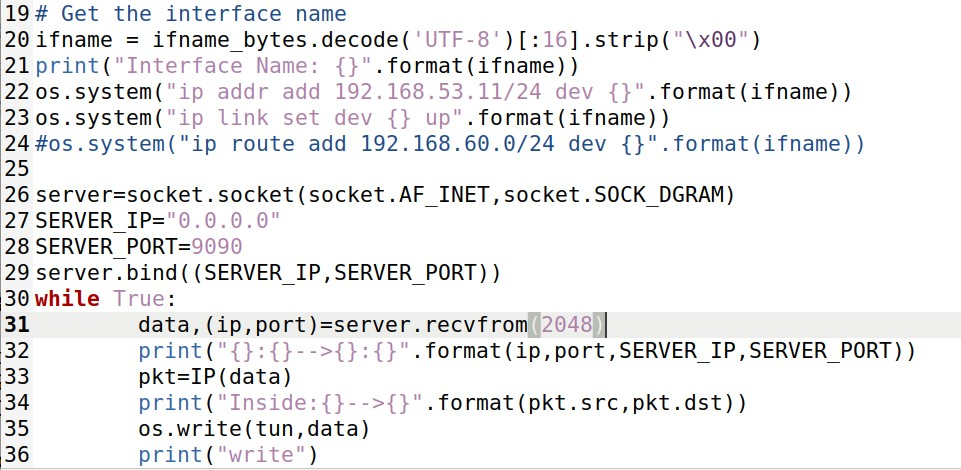 19 # Get the interface name
20 ifname = ifname_bytes.decode('UTF-8')[:16].strip("\x00")
21 print("Interface Name: {}".format(ifname))
22 os.system("ip addr add 192.168.53.11/24 dev {}".format(ifname))
23 os.system("ip link set dev {} up".format(ifname))
24 #os.system("ip route add 192.168.60.0/24 dev {}".format(ifname))
25
26 server=socket.socket(socket.AF_INET,socket.SOCK_DGRAM)
27 SERVER_IP="0.0.0.0"
28 SERVER_PORT=9090
29 server.bind((SERVER_IP,SERVER_PORT))
30 while True:
31         data,(ip,port)=server.recvfrom(2048)
32         print("{}:{}-->{}:{}".format(ip,port,SERVER_IP,SERVER_PORT))
33         pkt=IP(data)
34         print("Inside:{}-->{}".format(pkt.src,pkt.dst))
35         os.write(tun,data)
36         print("write")